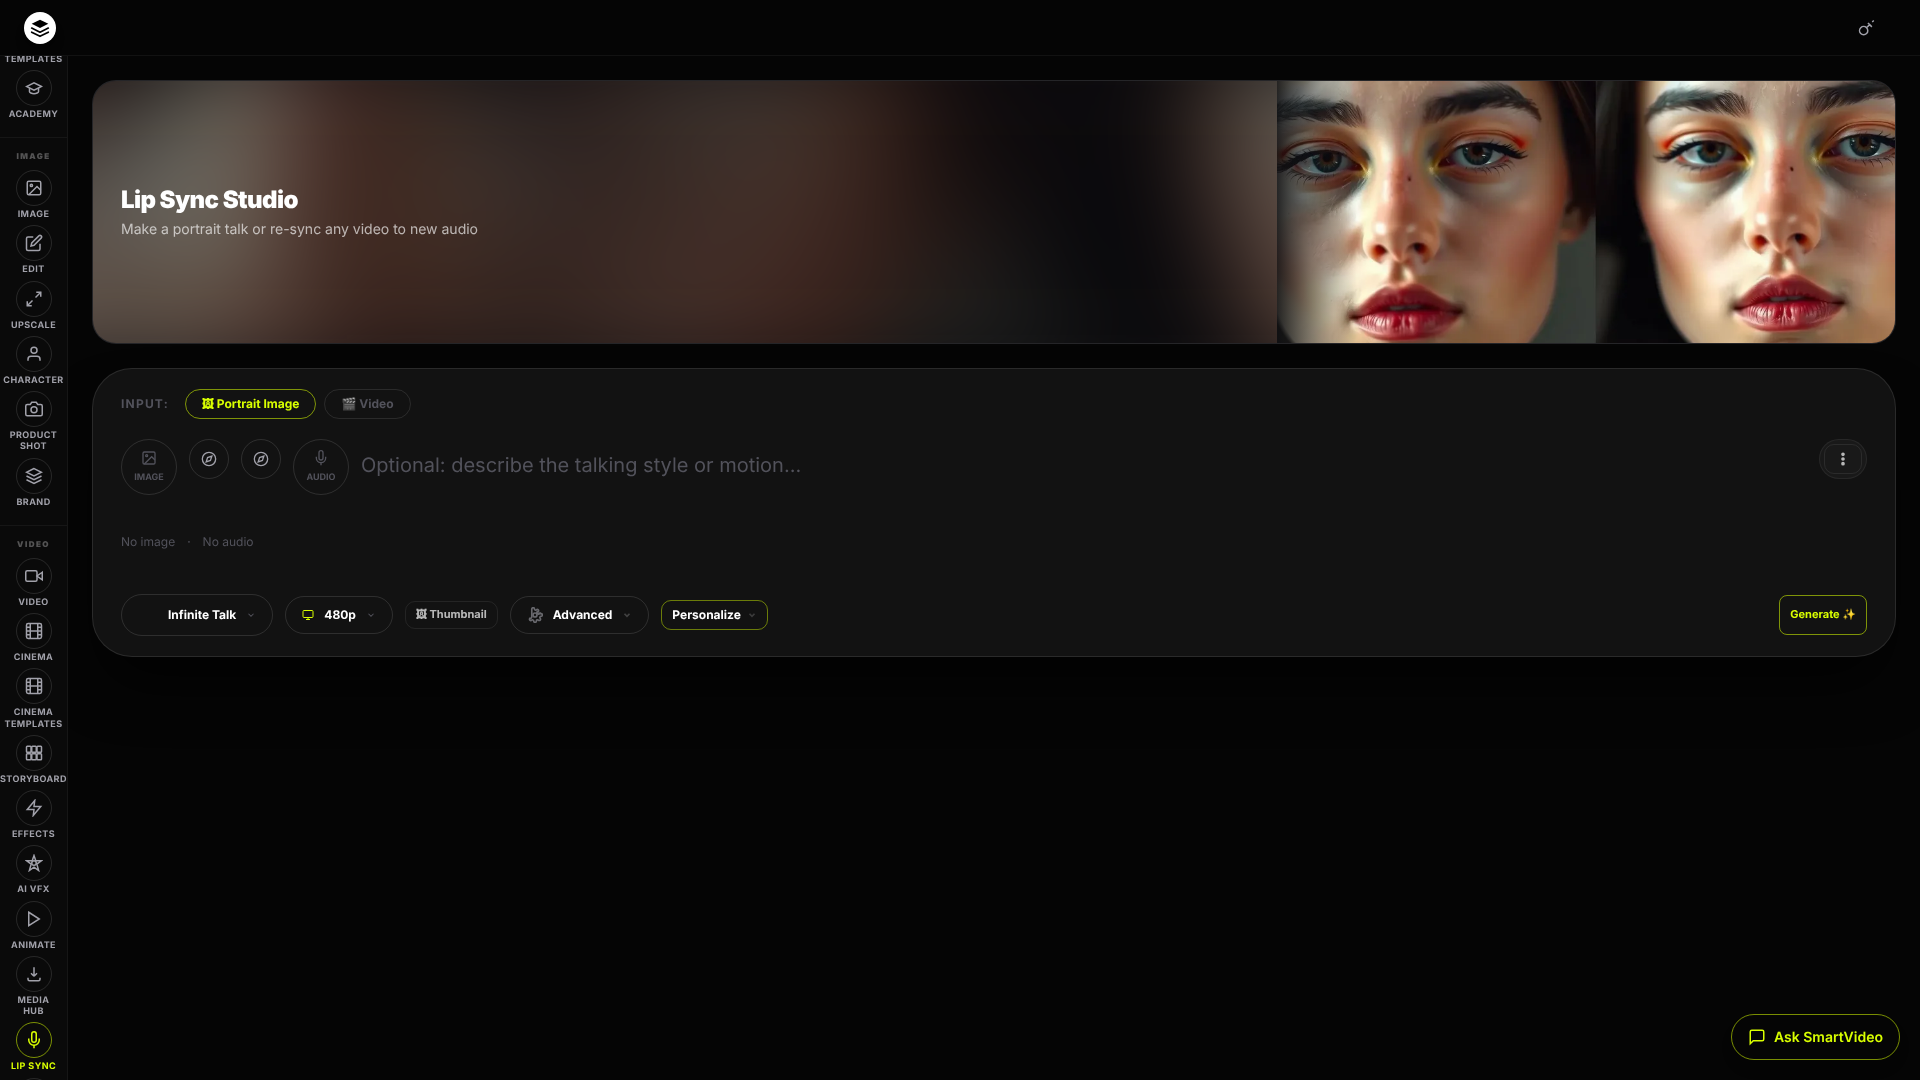 TEMPLATES
ACADEMY
IMAGE
IMAGE
EDIT
UPSCALE
CHARACTER
PRODUCT
SHOT
BRAND
VIDEO
VIDEO
CINEMA
CINEMA
TEMPLATES
STORYBOARD
EFFECTS
AI VFX
ANIMATE
MEDIA
HUB
LIP SYNC
Lip Sync Studio
Make a portrait talk or re-sync any video to new audio
INPUT: Portrait Image Video
IMAGE AUDIO Optional: describe the talking style or motion...
No image · No audio
Infinite Talk 480p Thumbnail Advanced Personalize Generate ✨
Ask SmartVideo